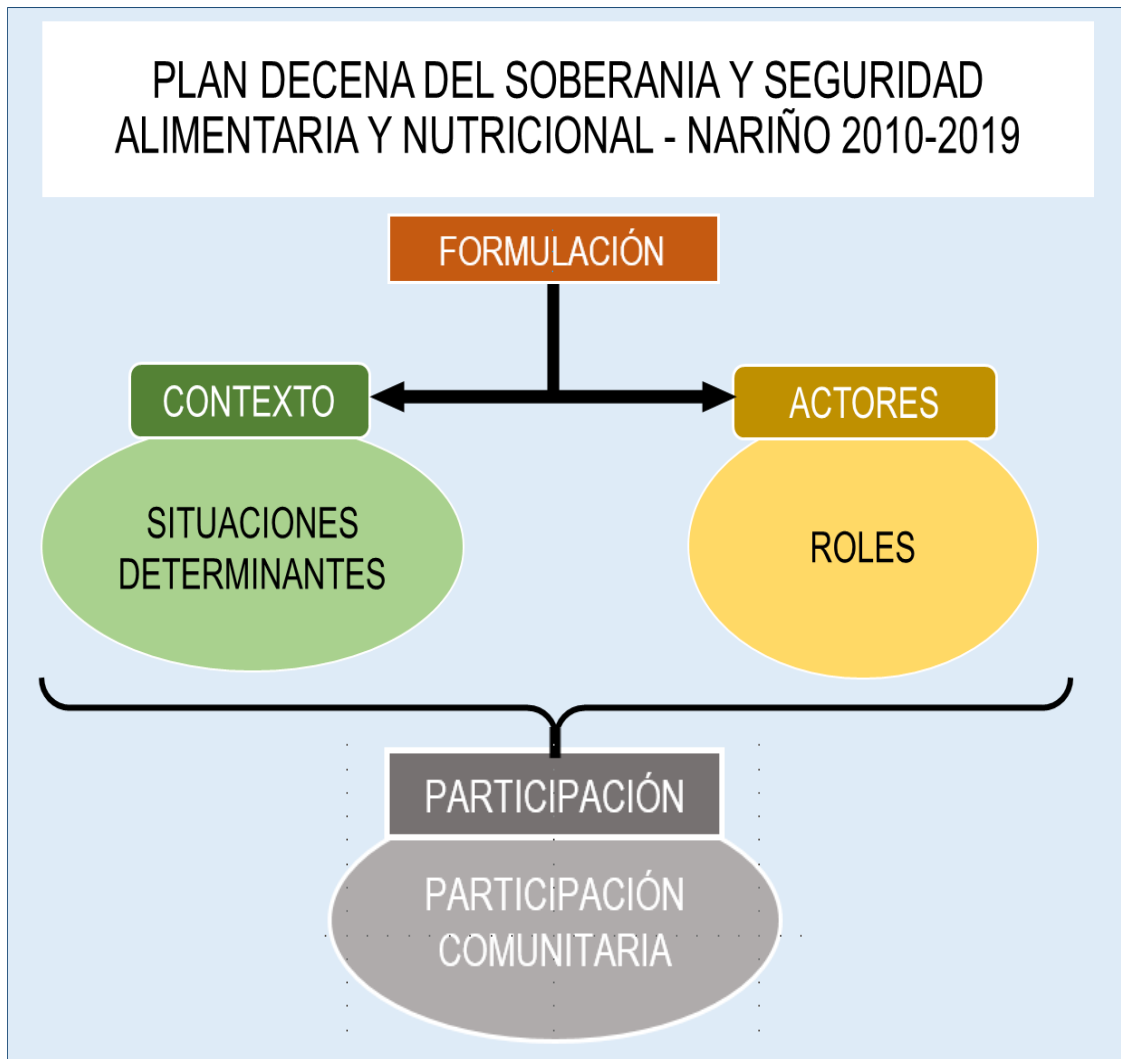 PLAN DECENA DEL SOBERANIA Y SEGURIDAD
ALIMENTARIA Y NUTRICIONAL - NARIÑO 2010-2019
FORMULACIÓN
CONTEXTO
ACTORES
SITUACIONES
DETERMINANTES
ROLES
PARTICIPACIÓN
PARTICIPACIÓN
COMUNITARIA